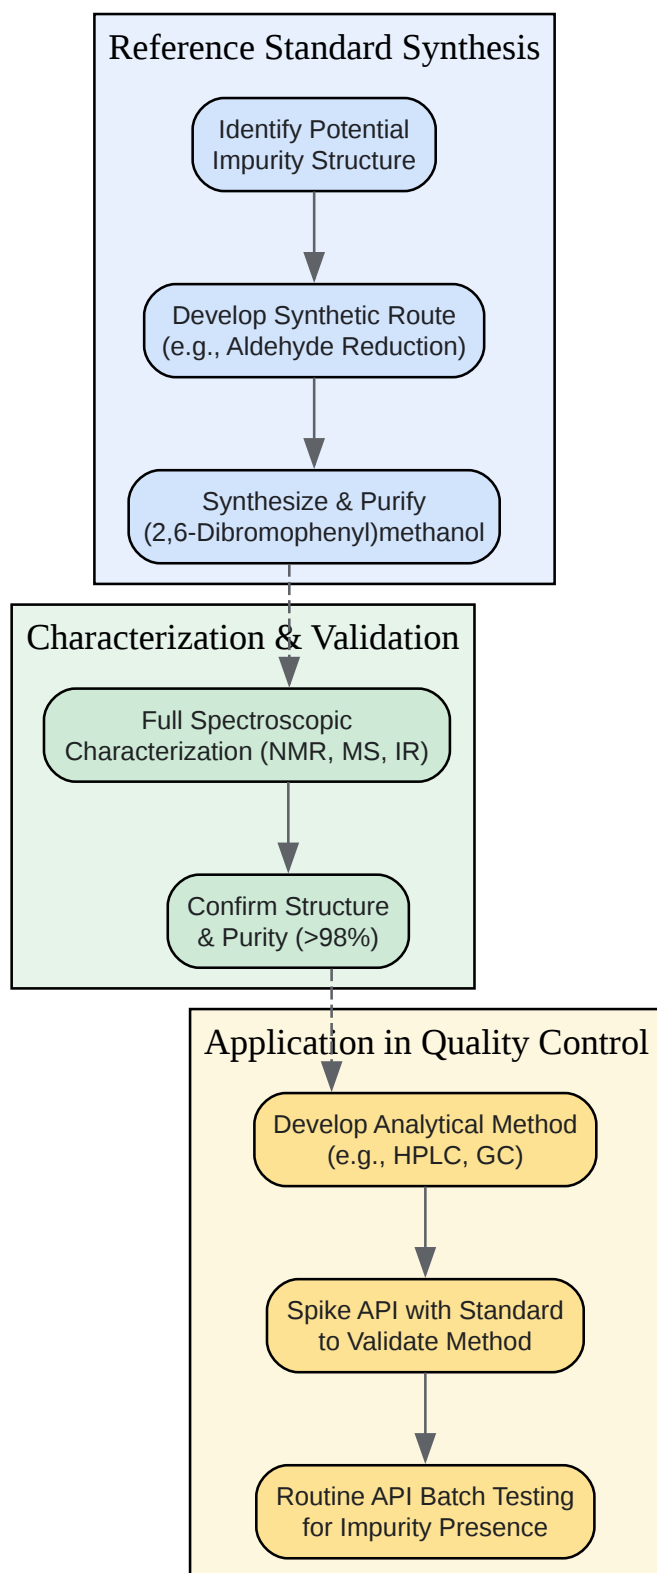 Reference Standard Synthesis
Identify Potential
Impurity Structure
Develop Synthetic Route
(e.g., Aldehyde Reduction)
Synthesize & Purify
(2,6-Dibromophenyl)methanol
Characterization & Validation
Full Spectroscopic
Characterization (NMR, MS, IR)
Confirm Structure
& Purity (>98%)
Application in Quality Control
Develop Analytical Method
(e.g., HPLC, GC)
Spike API with Standard
to Validate Method
Routine API Batch Testing
for Impurity Presence